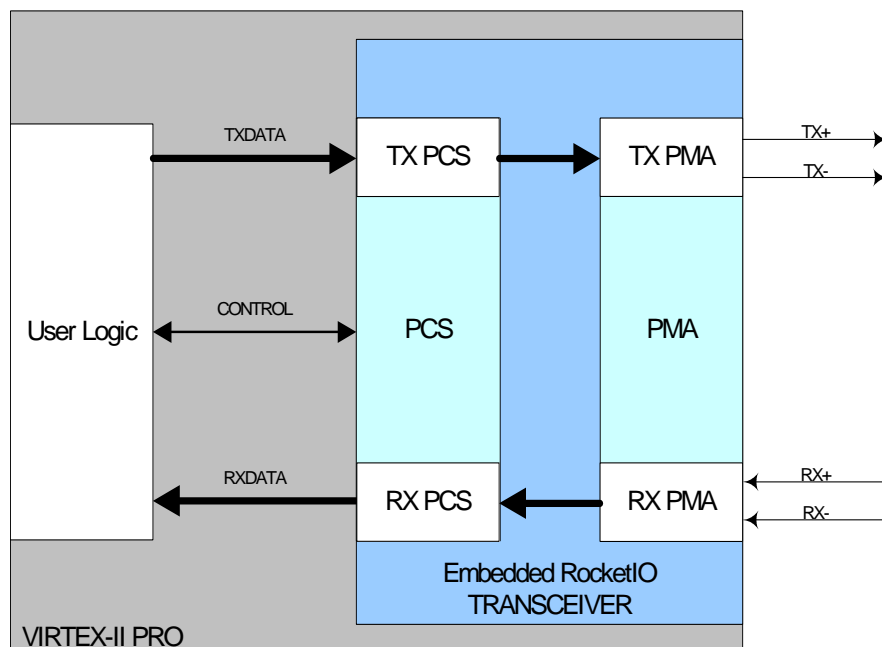 TXDATA
TX PCS
TX PMA
TX+
TX-
User Logic
CONTROL
PCS
PMA
RXDATA
RX PCS
RX PMA
RX+
RX-
Embedded RocketIO
TRANSCEIVER
VIRTEX-II PRO